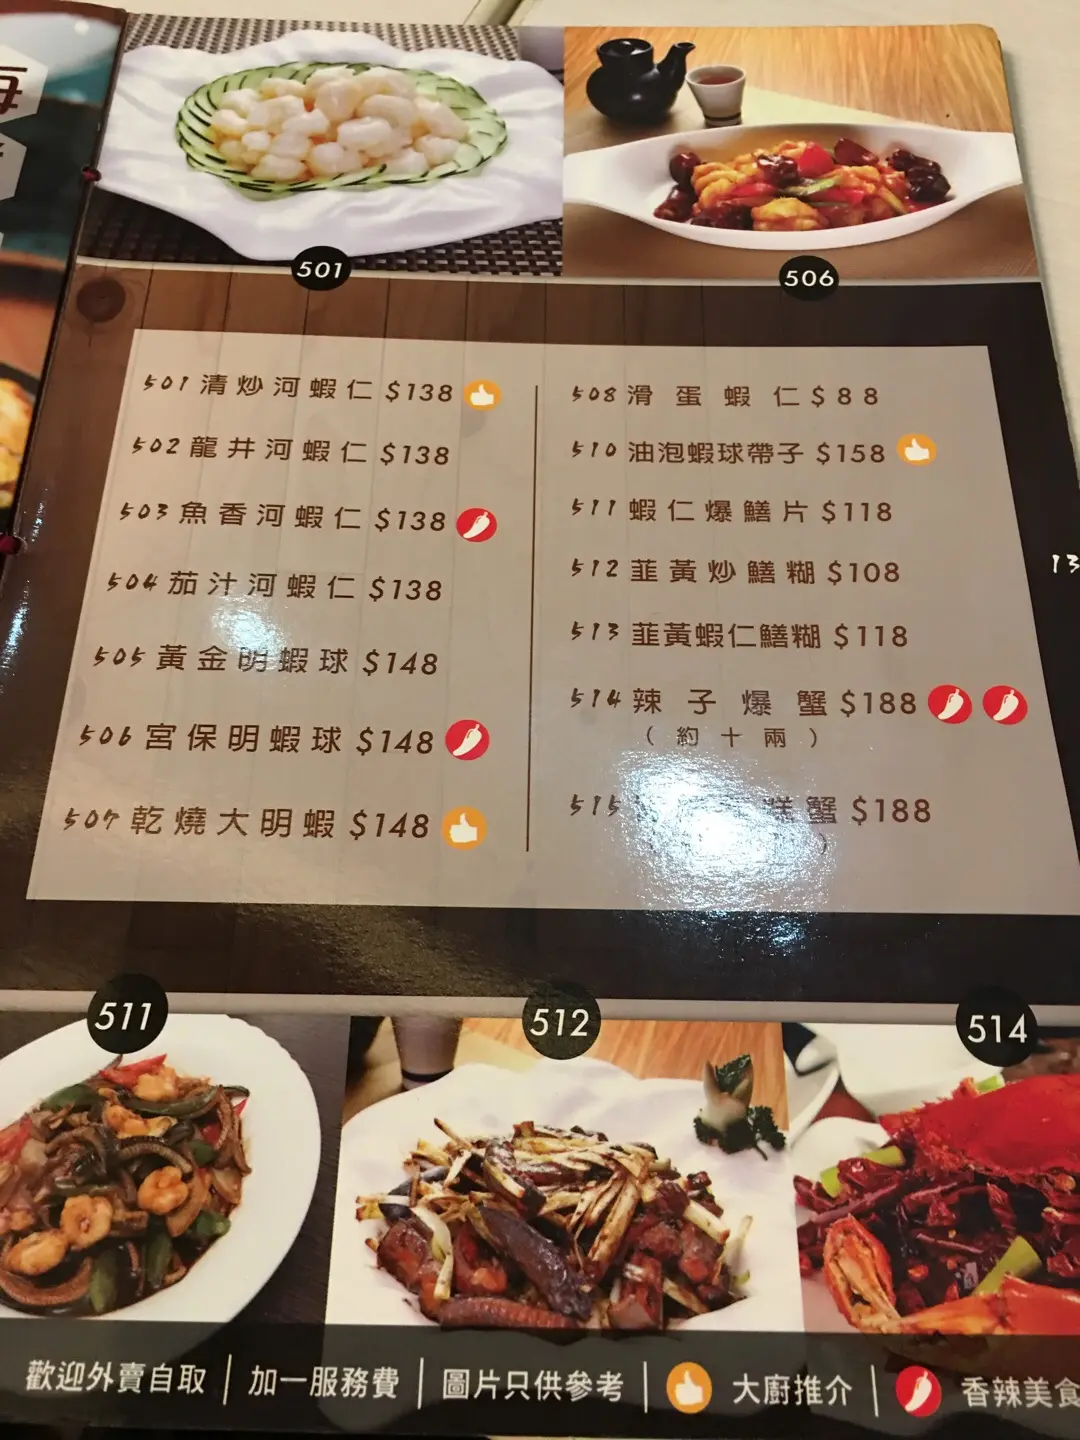 501
506
501 清炒河蝦仁 $138
502 龍井河蝦仁 $138
503 魚香河蝦仁 $138
504 茄汁河蝦仁 $138
505 黃金明蝦球 $148
506 宮保明蝦球 $148
507 乾燒大明蝦 $148
508 滑蛋蝦仁 $88
510 油泡蝦球帶子 $158
511 蝦仁爆鱔片 $118
512 韮黃炒鱔糊 $108
513 韮黃蝦仁鱔糊 $118
514 辣子爆蟹 $188
(約十兩)
515 蟹 $188
13
511
512
514
歡迎外賣自取 | 加一服務費 | 圖片只供參考 | 大廚推介 | 香辣美食